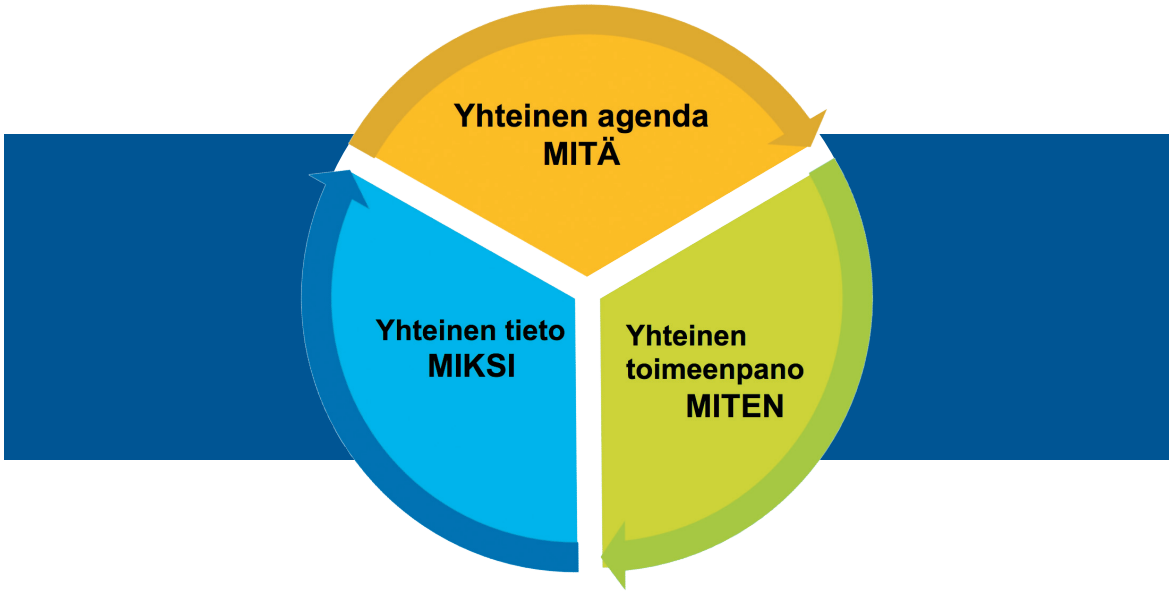 Yhteinen agenda
MITÄ
Yhteinen tieto
MIKSI
Yhteinen
toimeenpano
MITEN